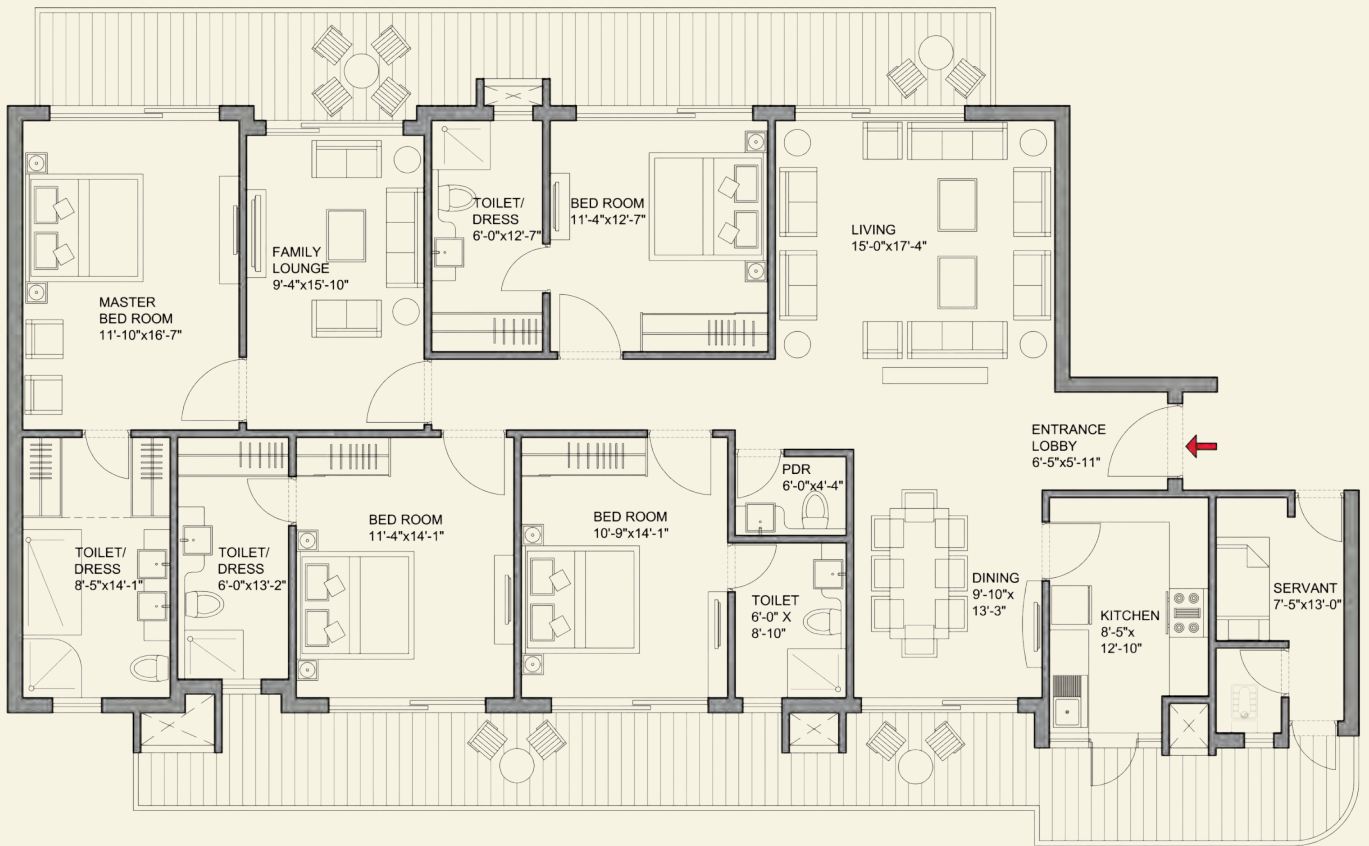 TOILET/
DRESS
6'-0"x12'-7"
BED ROOM
11'-4"x12'-7"
LIVING
15'-0"x17'-4"
FAMILY
LOUNGE
9'-4"x15'-10"
MASTER
BED ROOM
11'-10"x16'-7"
ENTRANCE
LOBBY
6'-5"x5'-11"
PDR
6'-0"x4'-4"
BED ROOM
11'-4"x14'-1"
BED ROOM
10'-9"x14'-1"
TOILET/
DRESS
8'-5"x14'-1"
TOILET/
DRESS
6'-0"x13'-2"
TOILET
6'-0" X
8'-10"
DINING
9'-10"x
13'-3"
KITCHEN
8'-5"x
12'-10"
SERVANT
7'-5"x13'-0"